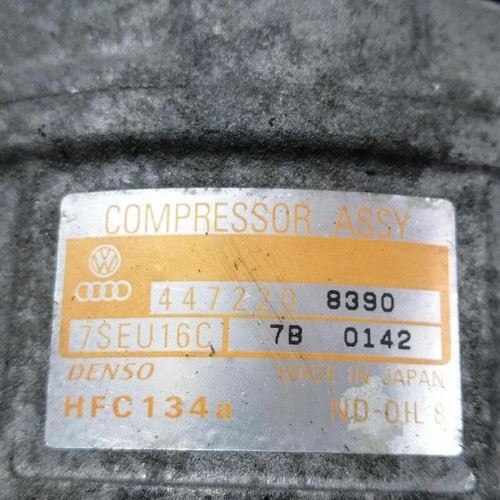 COMPRESSOR ASSY
447220-8390
7SEU16C 7B 0142
DENSO MADE IN JAPAN
HFC134a ND-OIL 8